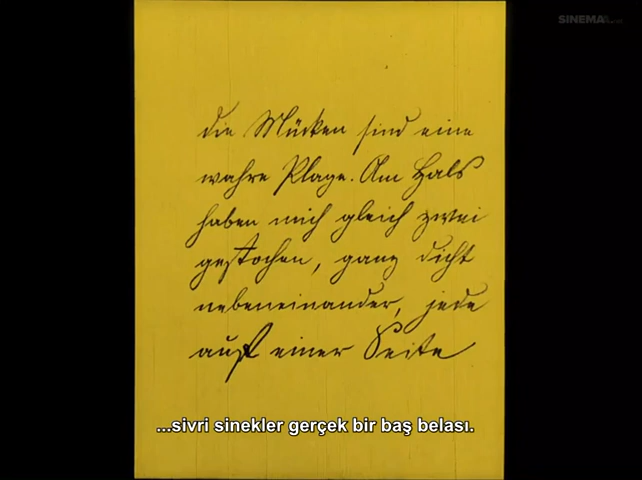 SINEMA
die Mücken sind eine
wahre Plage. Am Hals
haben mich gleich zwei
gestochen, ganz dicht
nebeneinander, jede
auf einer Seite
...sivri sinekler gerçek bir baş belası.